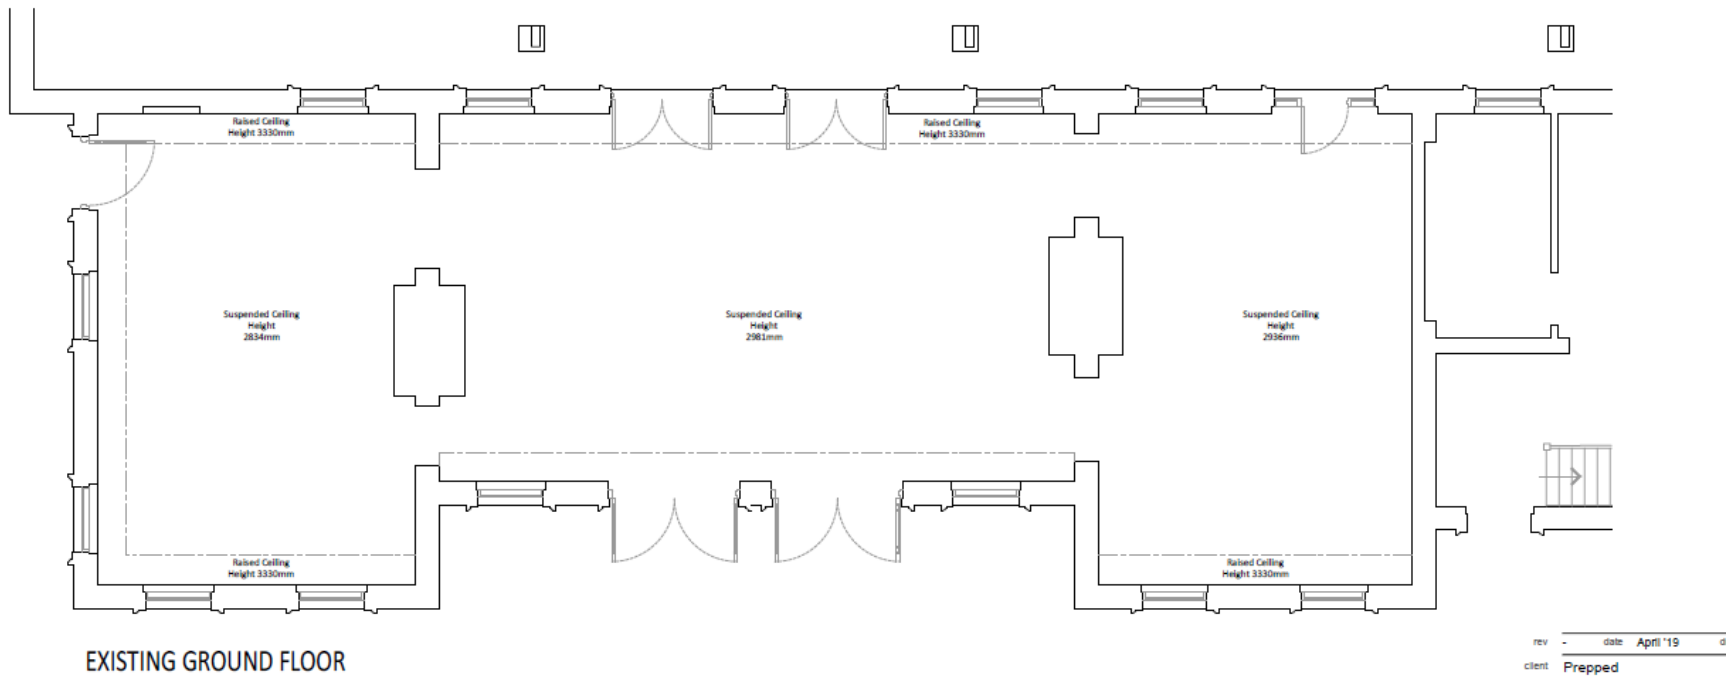 Raised Ceiling
Height 3330mm
Raised Ceiling
Height 3330mm
Suspended Ceiling
Height
2834mm
Suspended Ceiling
Height
2981mm
Suspended Ceiling
Height
2936mm
Raised Ceiling
Height 3330mm
Raised Ceiling
Height 3330mm
EXISTING GROUND FLOOR
rev - date April '19 d
client Prepped